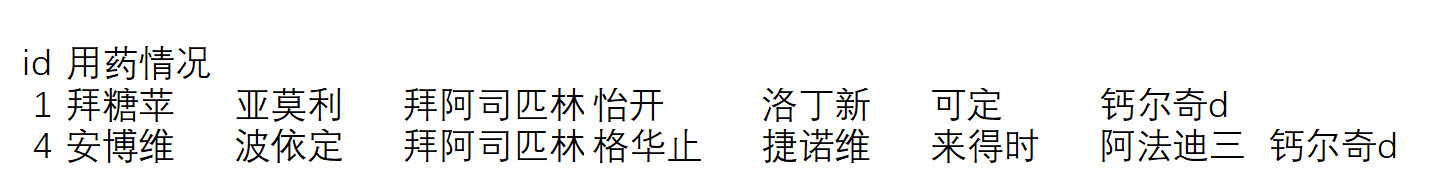 id 用药情况
1 拜糖苹 亚莫利 拜阿司匹林 怡开 洛丁新 可定 钙尔奇d
4 安博维 波依定 拜阿司匹林 格华止 捷诺维 来得时 阿法迪三 钙尔奇d